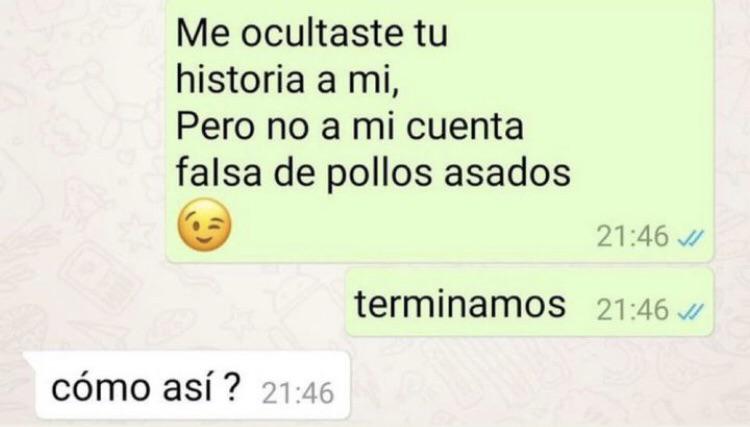 Me ocultaste tu
historia a mi,
Pero no a mi cuenta
falsa de pollos asados
😉
21:46
terminamos 21:46
cómo así ? 21:46